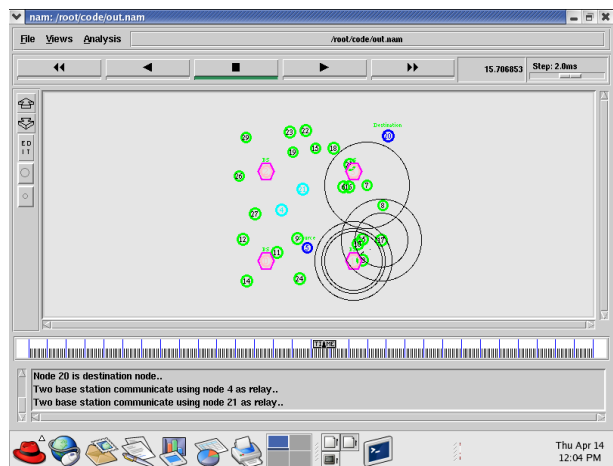 nam: /root/code/out.nam
File Views Analysis /root/code/out.nam
15.706853 Step: 2.0ms
E D
I T
Destination
20
29
23 22
19 15 18
26
6 16 7
8
27
12 9
11
14 24
TIME
Node 20 is destination node..
Two base station communicate using node 4 as relay..
Two base station communicate using node 21 as relay..
Thu Apr 14
12:04 PM